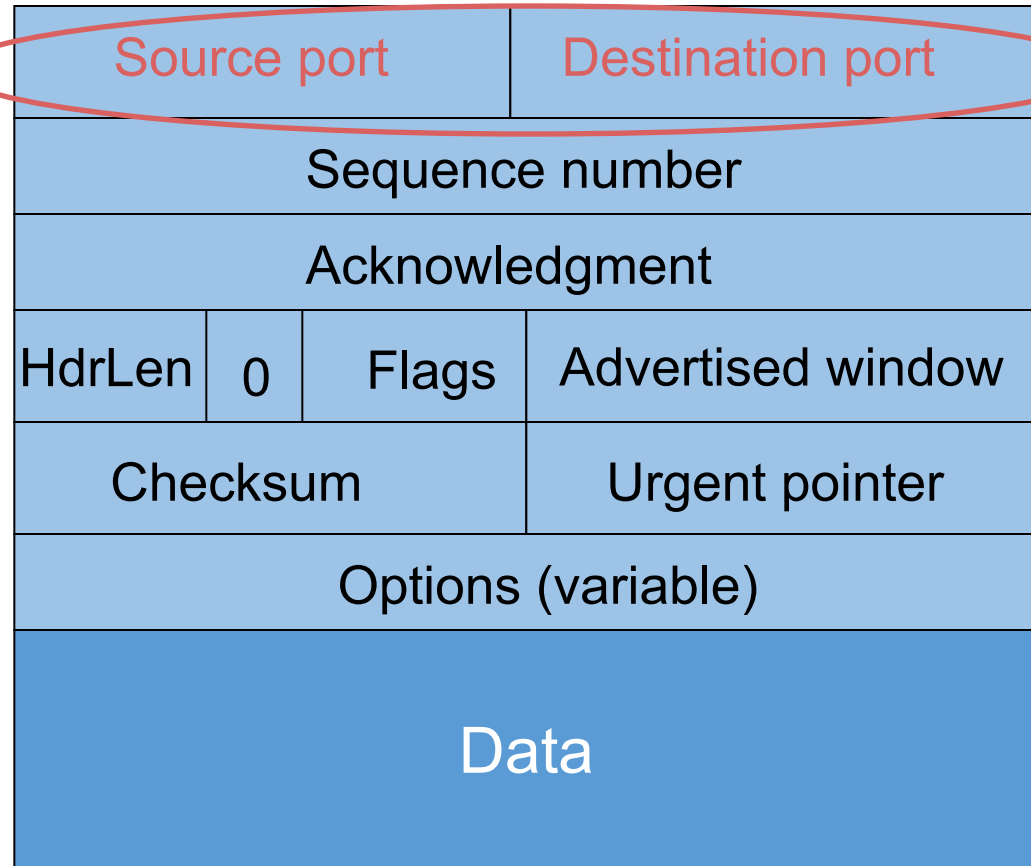 Source port Destination port
Sequence number
Acknowledgment
HdrLen 0 Flags Advertised window
Checksum Urgent pointer
Options (variable)
Data